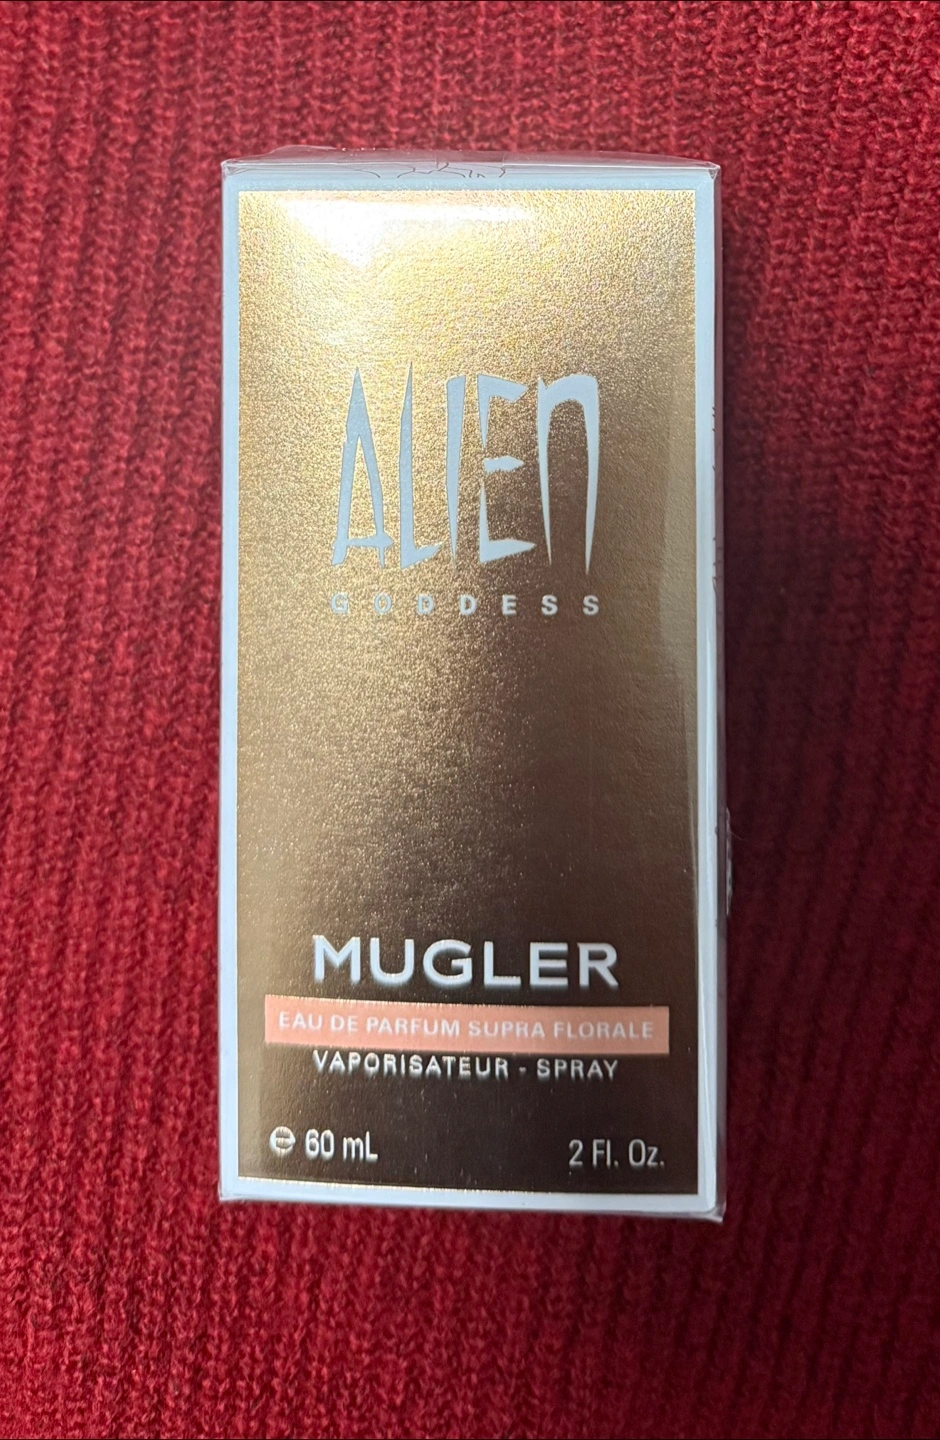 ALIEN
GODDESS
MUGLER
EAU DE PARFUM SUPRA FLORALE
VAPORISATEUR - SPRAY
℮ 60 mL
2 Fl. Oz.